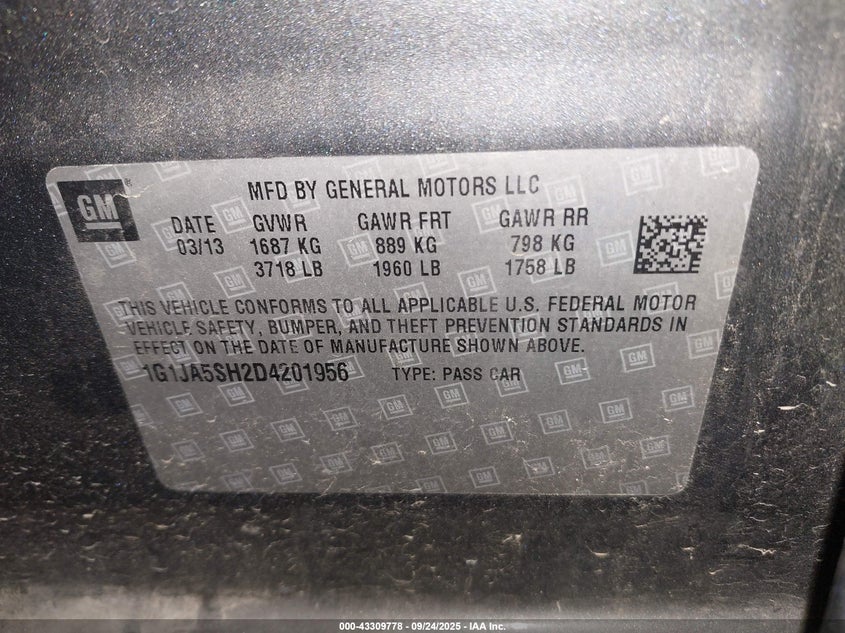 GM
MFD BY GENERAL MOTORS LLC
DATE GVWR GAWR FRT GAWR RR
03/13 1687 KG 889 KG 798 KG
3718 LB 1960 LB 1758 LB
THIS VEHICLE CONFORMS TO ALL APPLICABLE U.S. FEDERAL MOTOR
VEHICLE SAFETY, BUMPER, AND THEFT PREVENTION STANDARDS IN
EFFECT ON THE DATE OF MANUFACTURE SHOWN ABOVE.
1G1JA5SH2D4201956 TYPE: PASS CAR
000-43309778 - 09/24/2025 - IAA Inc.